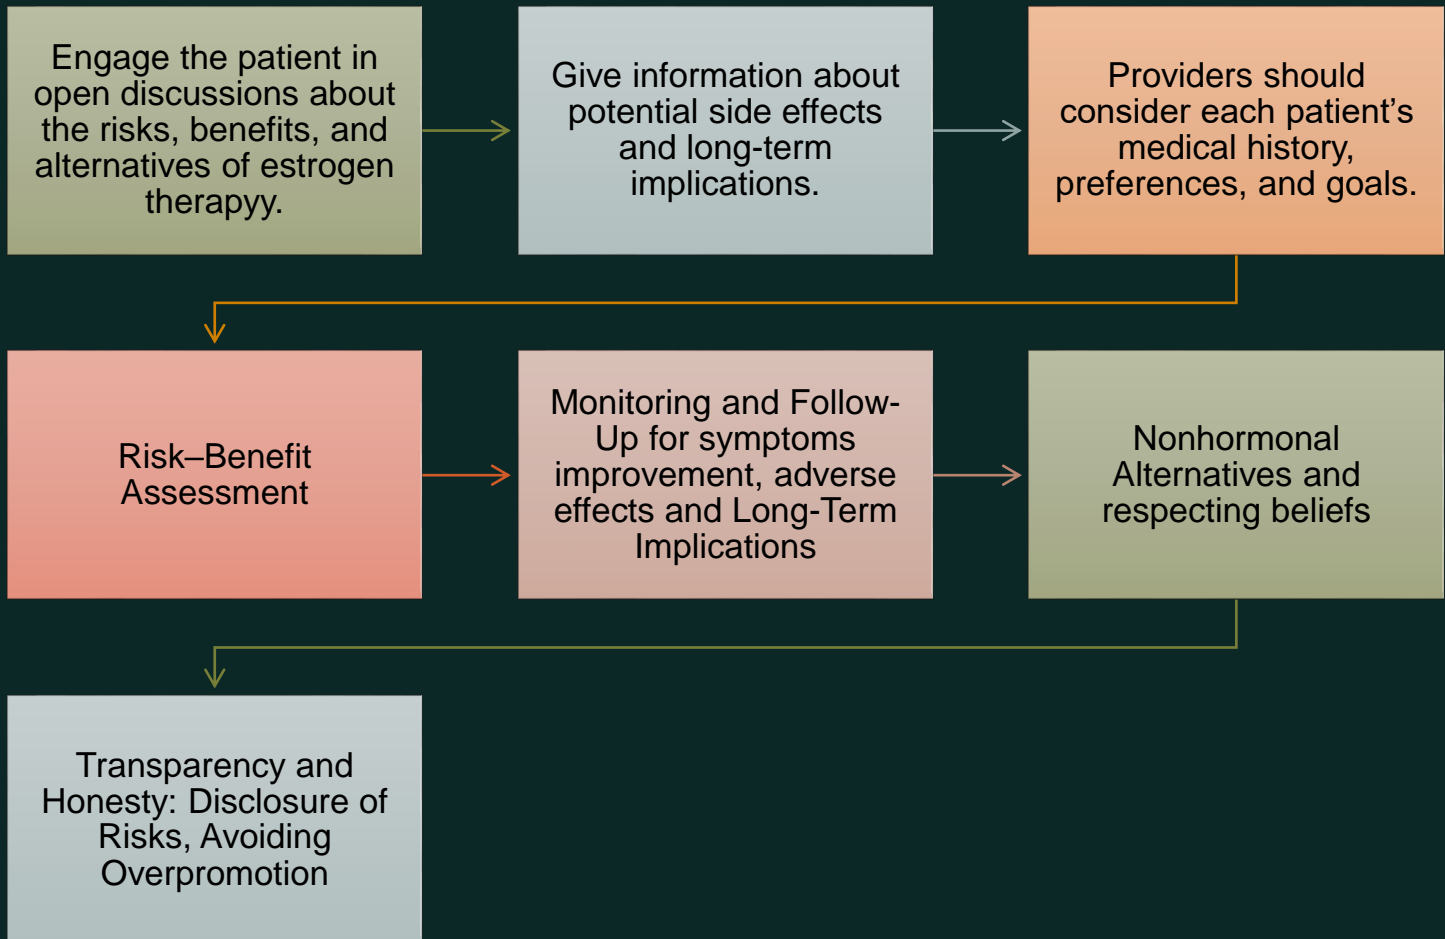 Engage the patient in
open discussions about
the risks, benefits, and
alternatives of estrogen
therapyy.
Give information about
potential side effects
and long-term
implications.
Providers should
consider each patient’s
medical history,
preferences, and goals.
Risk–Benefit
Assessment
Monitoring and Follow-
Up for symptoms
improvement, adverse
effects and Long-Term
Implications
Nonhormonal
Alternatives and
respecting beliefs
Transparency and
Honesty: Disclosure of
Risks, Avoiding
Overpromotion